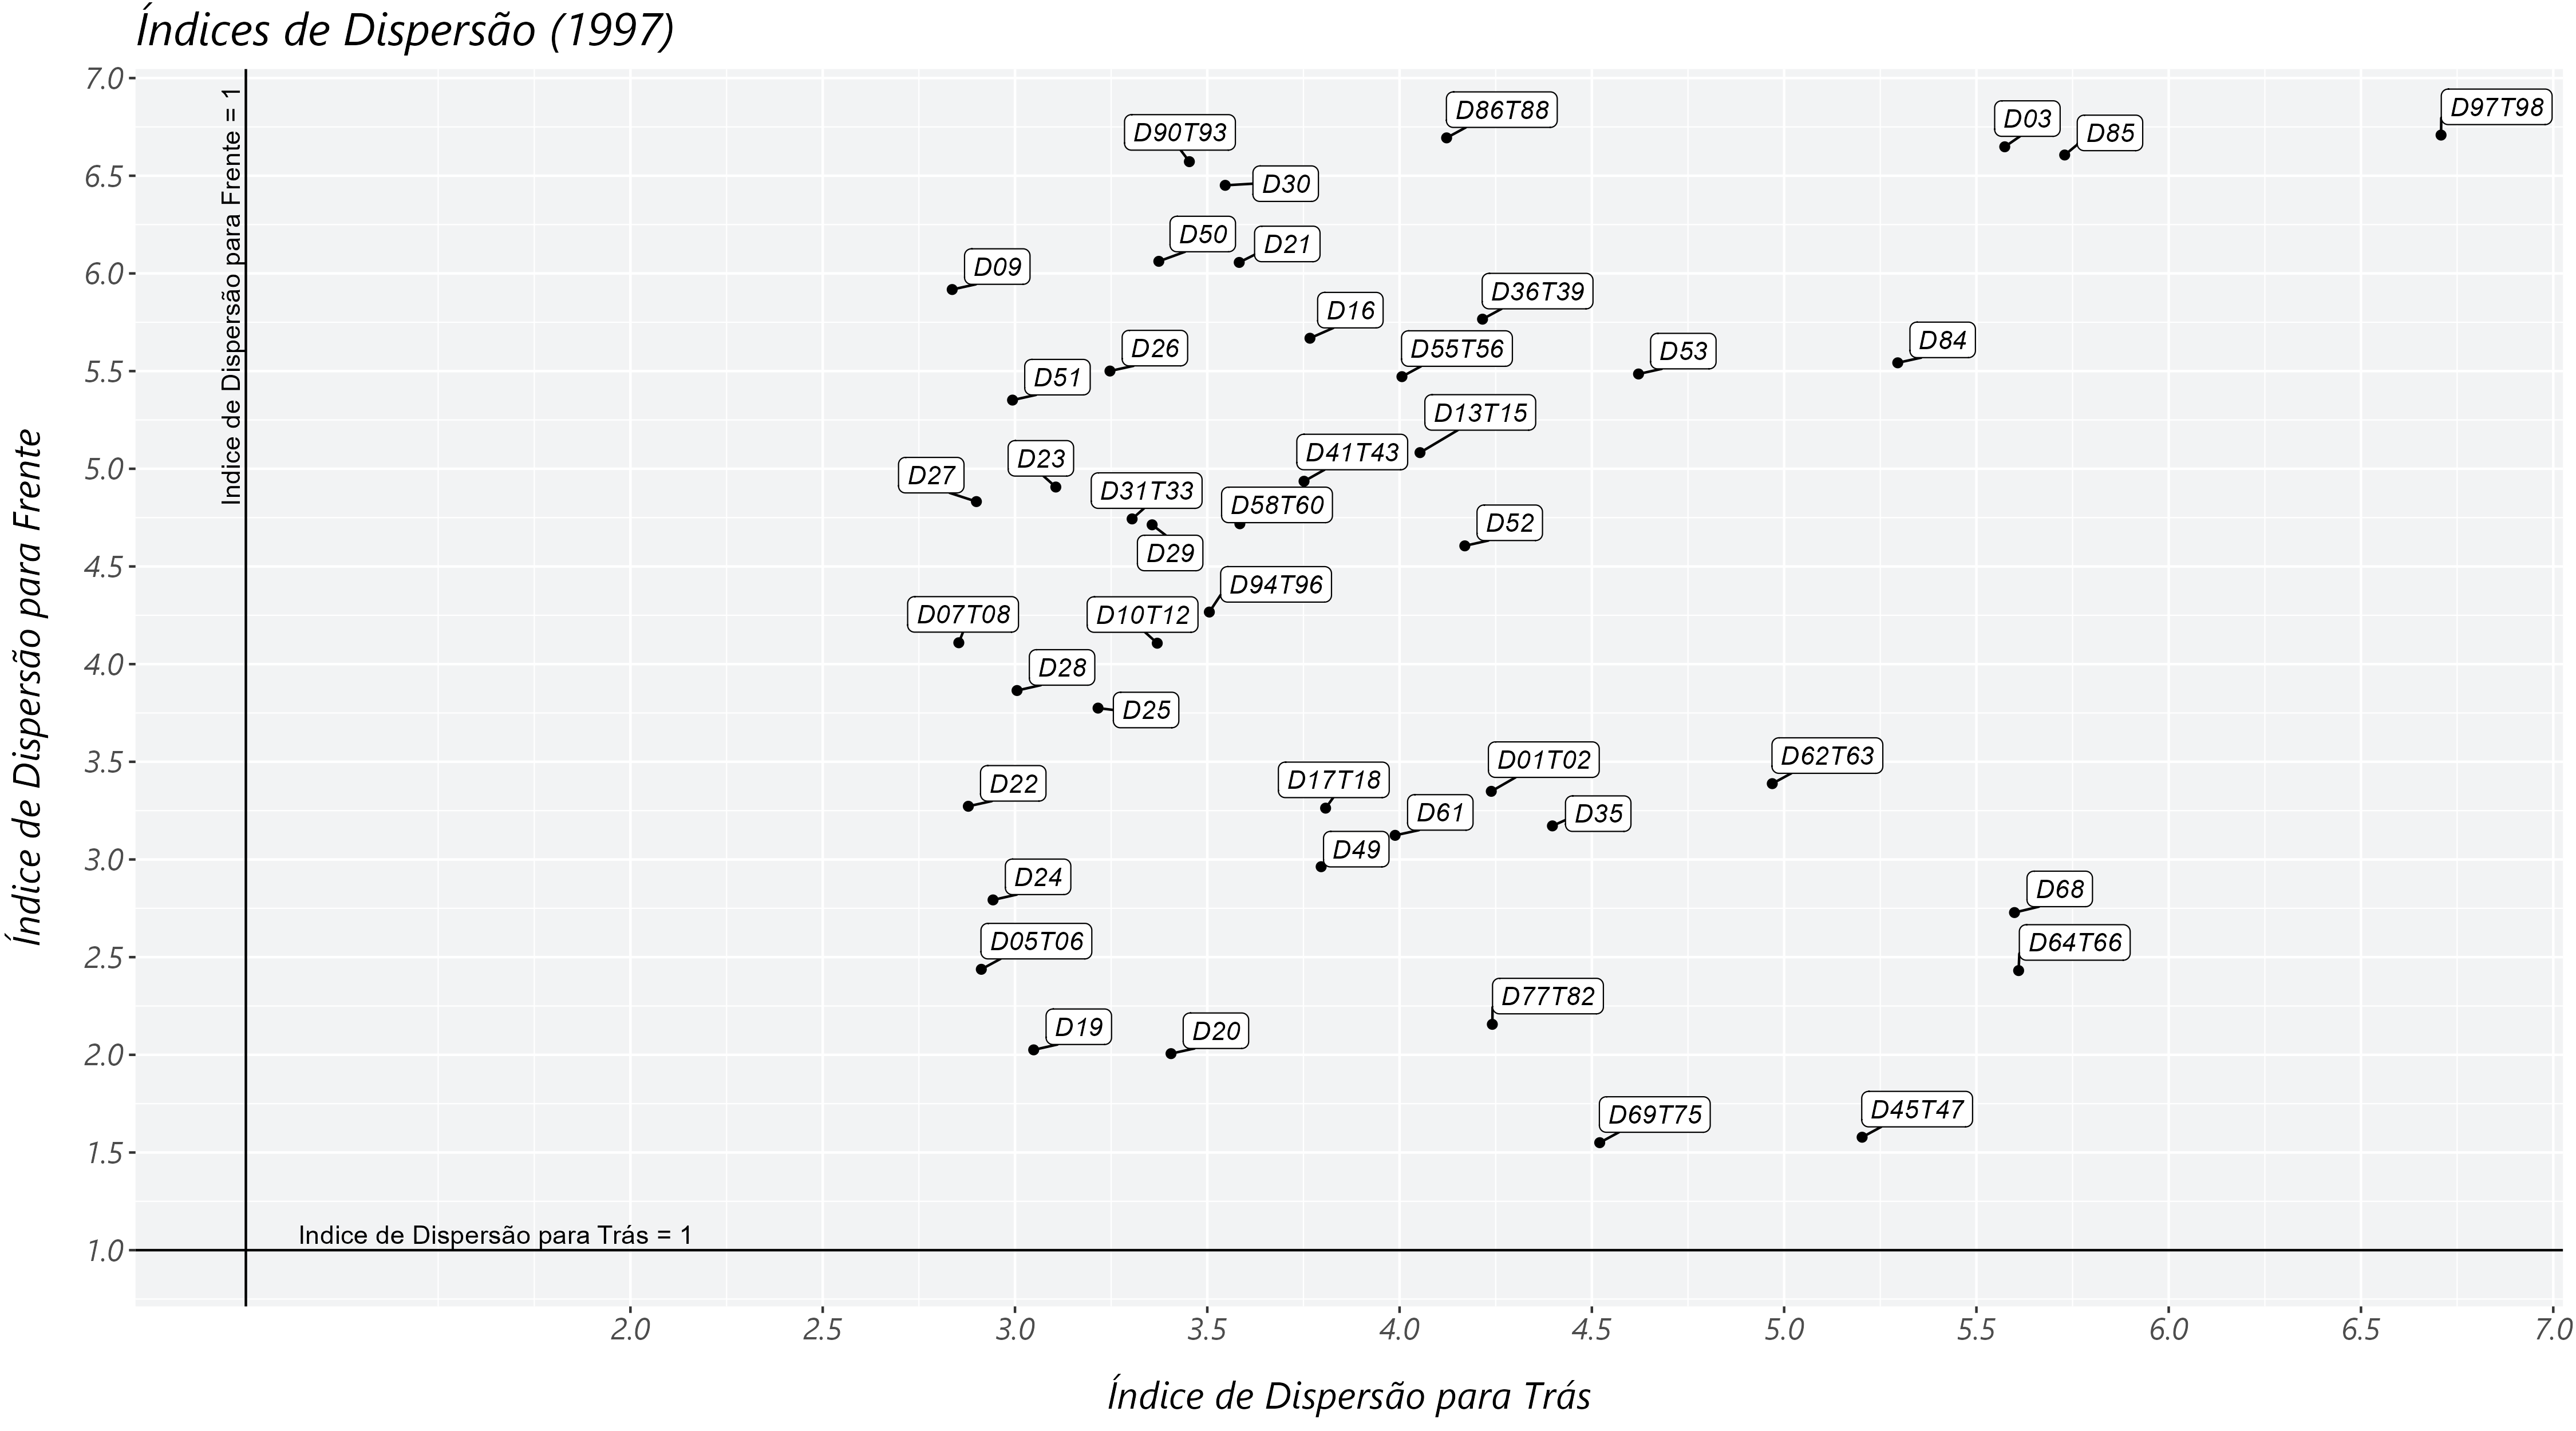 Índices de Dispersão (1997)
7.0
6.5
6.0
5.5
5.0
4.5
4.0
3.5
3.0
2.5
2.0
1.5
1.0
Índice de Dispersão para Frente
Indice de Dispersão para Frente = 1
D97T98
D86T88
D03
D85
D90T93
D30
D50
D21
D09
D36T39
D16
D84
D55T56
D53
D26
D51
D13T15
D41T43
D23
D27
D31T33
D58T60
D52
D29
D94T96
D07T08
D10T12
D28
D25
D62T63
D01T02
D17T18
D22
D61
D35
D49
D24
D68
D05T06
D64T66
D77T82
D19
D20
D45T47
D69T75
Indice de Dispersão para Trás = 1
2.0
2.5
3.0
3.5
4.0
4.5
5.0
5.5
6.0
6.5
7.0
Índice de Dispersão para Trás